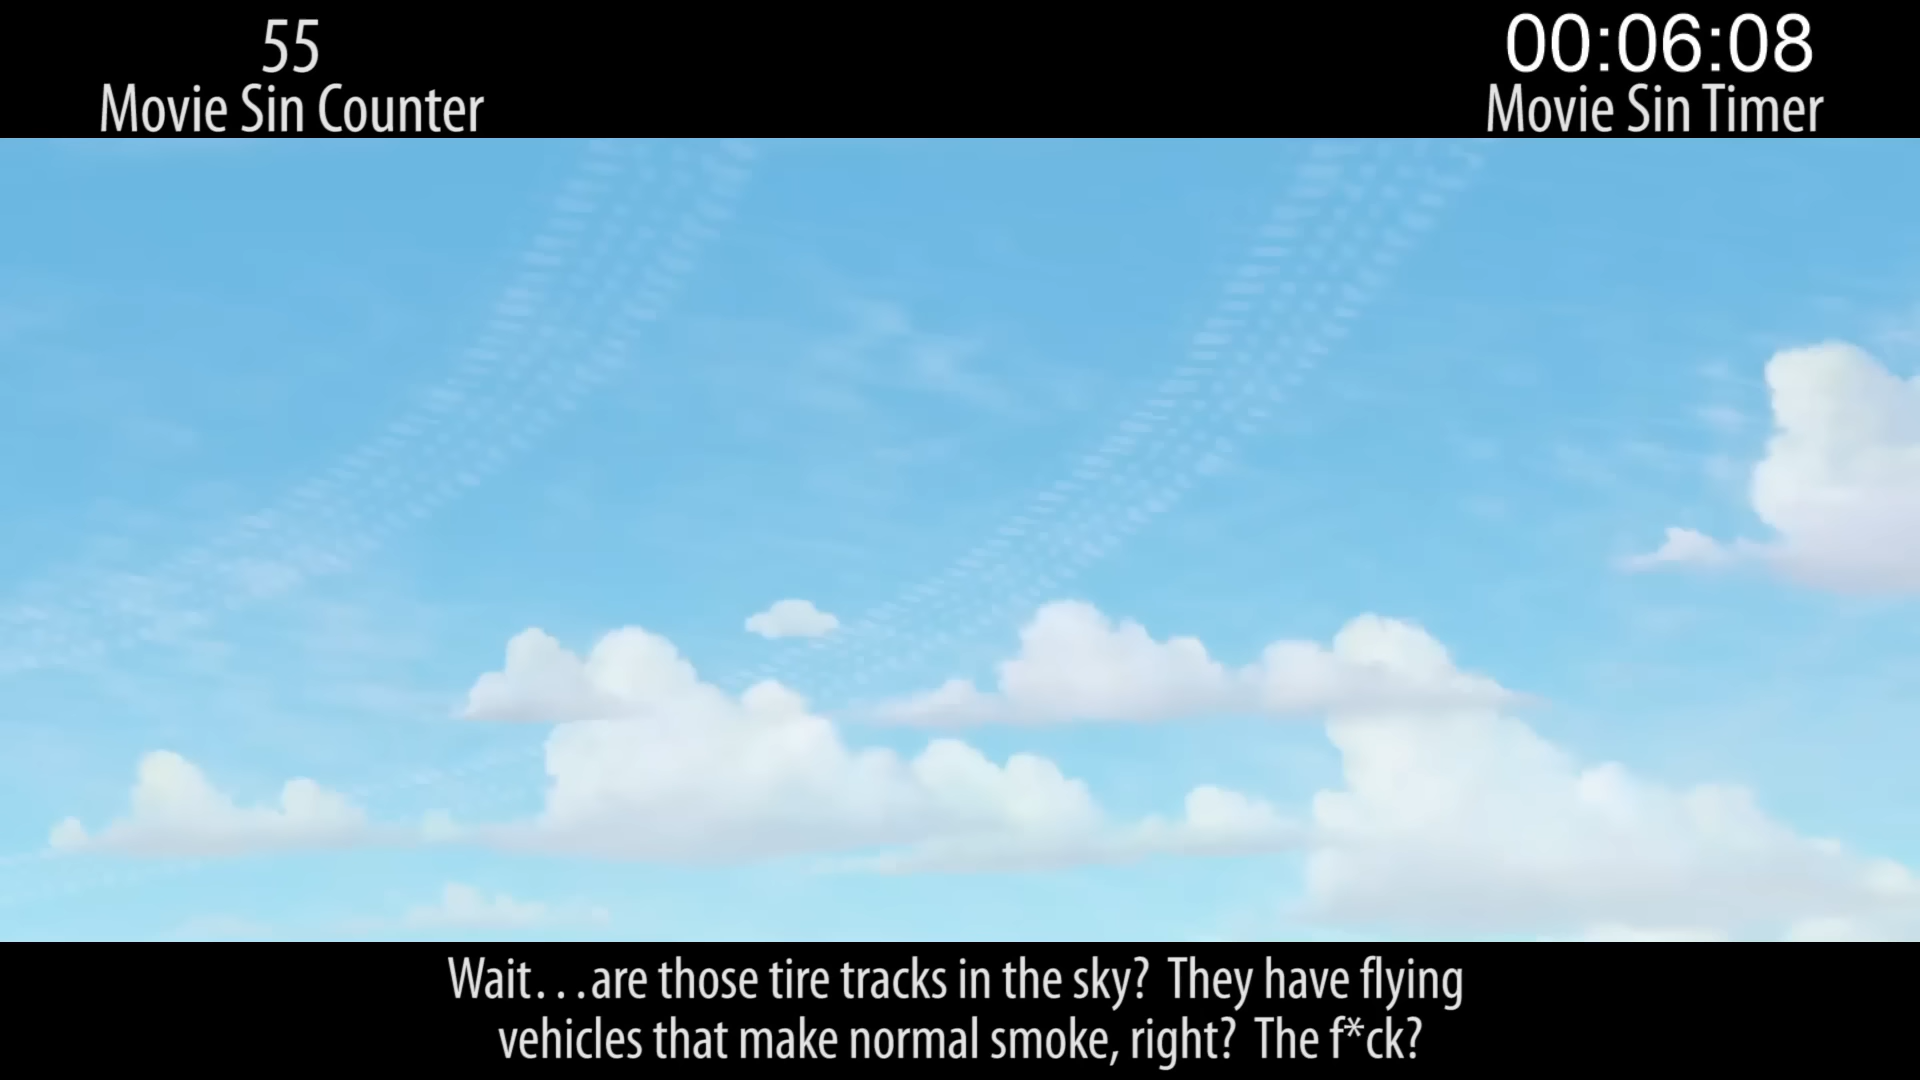 55
Movie Sin Counter
00:06:08
Movie Sin Timer
Wait...are those tire tracks in the sky? They have flying
vehicles that make normal smoke, right? The f*ck?